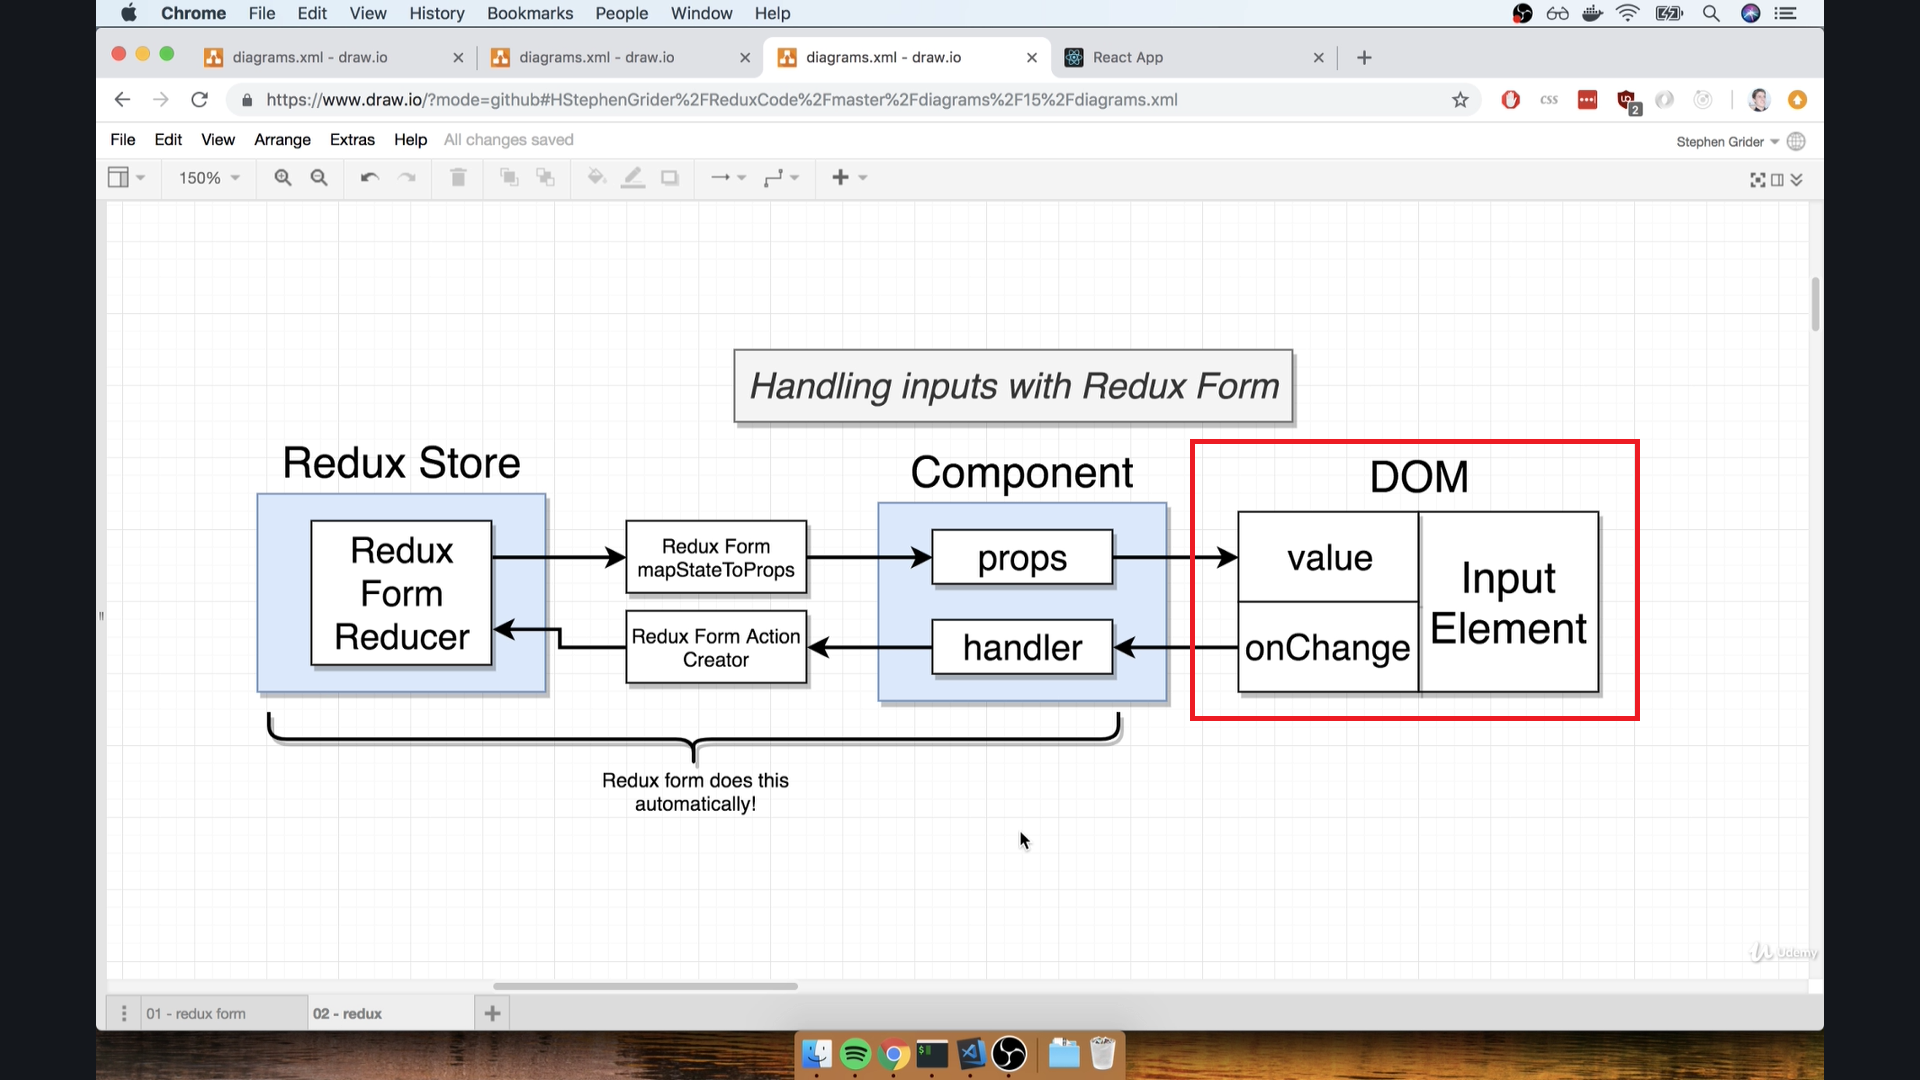 Chrome File Edit View History Bookmarks People Window Help
diagrams.xml - draw.io
diagrams.xml - draw.io
diagrams.xml - draw.io
React App
https://www.draw.io/?mode=github#HStephenGrider%2FReduxCode%2Fmaster%2Fdiagrams%2F15%2Fdiagrams.xml
css
2
File Edit View Arrange Extras Help All changes saved
Stephen Grider
150%
Handling inputs with Redux Form
Redux Store
Component
DOM
Redux
Form
Reducer
Redux Form
mapStateToProps
Redux Form Action
Creator
props
handler
value
onChange
Input
Element
Redux form does this
automatically!
Udemy
01 - redux form
02 - redux